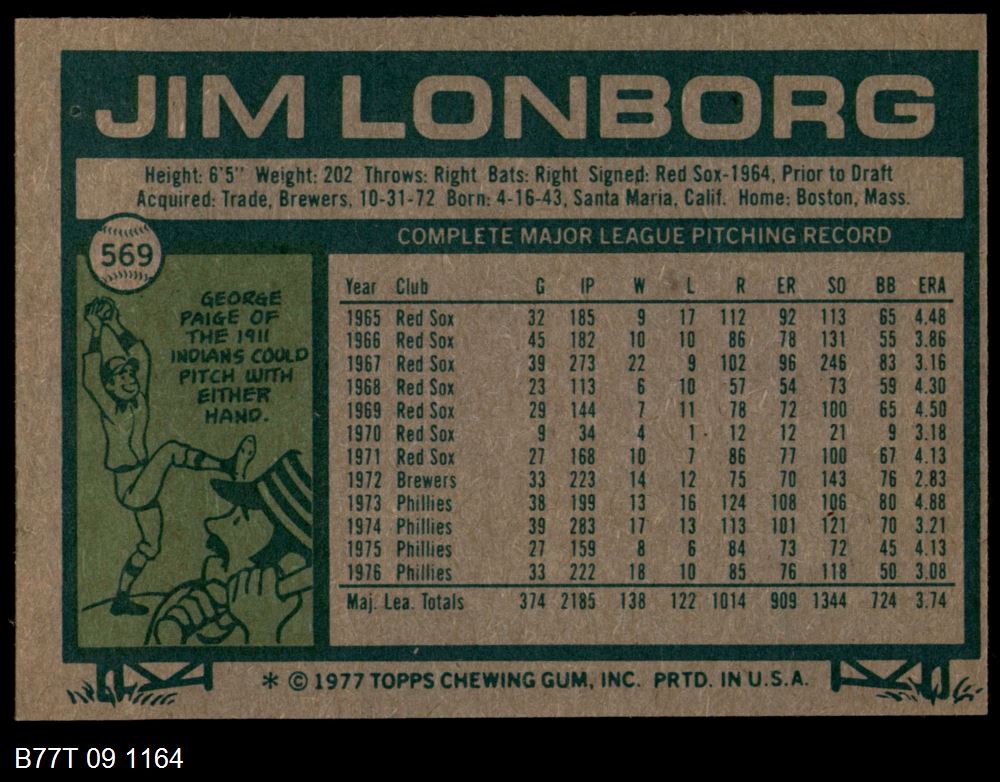 JIM LONBORG
Height: 6'5" Weight: 202 Throws: Right Bats: Right Signed: Red Sox-1964, Prior to Draft
Acquired: Trade, Brewers, 10-31-72 Born: 4-16-43, Santa Maria, Calif. Home: Boston, Mass.
569
COMPLETE MAJOR LEAGUE PITCHING RECORD
GEORGE
PAIGE OF
THE 1911
INDIANS COULD
PITCH WITH
EITHER
HAND.
Year Club G IP W L R ER SO BB ERA
1965 Red Sox 32 185 9 17 112 92 113 65 4.48
1966 Red Sox 45 182 10 10 86 78 131 55 3.86
1967 Red Sox 39 273 22 9 102 96 246 83 3.16
1968 Red Sox 23 113 6 10 57 54 73 59 4.30
1969 Red Sox 29 144 7 11 78 72 100 65 4.50
1970 Red Sox 9 34 4 1 12 12 21 9 3.18
1971 Red Sox 27 168 10 7 86 77 100 67 4.13
1972 Brewers 33 223 14 12 75 70 143 76 2.83
1973 Phillies 38 199 13 16 124 108 106 80 4.88
1974 Phillies 39 283 17 13 113 101 121 70 3.21
1975 Phillies 27 159 8 6 84 73 72 45 4.13
1976 Phillies 33 222 18 10 85 76 118 50 3.08
Maj. Lea. Totals 374 2185 138 122 1014 909 1344 724 3.74
* © 1977 TOPPS CHEWING GUM, INC. PRTD. IN U.S.A.
B77T 09 1164